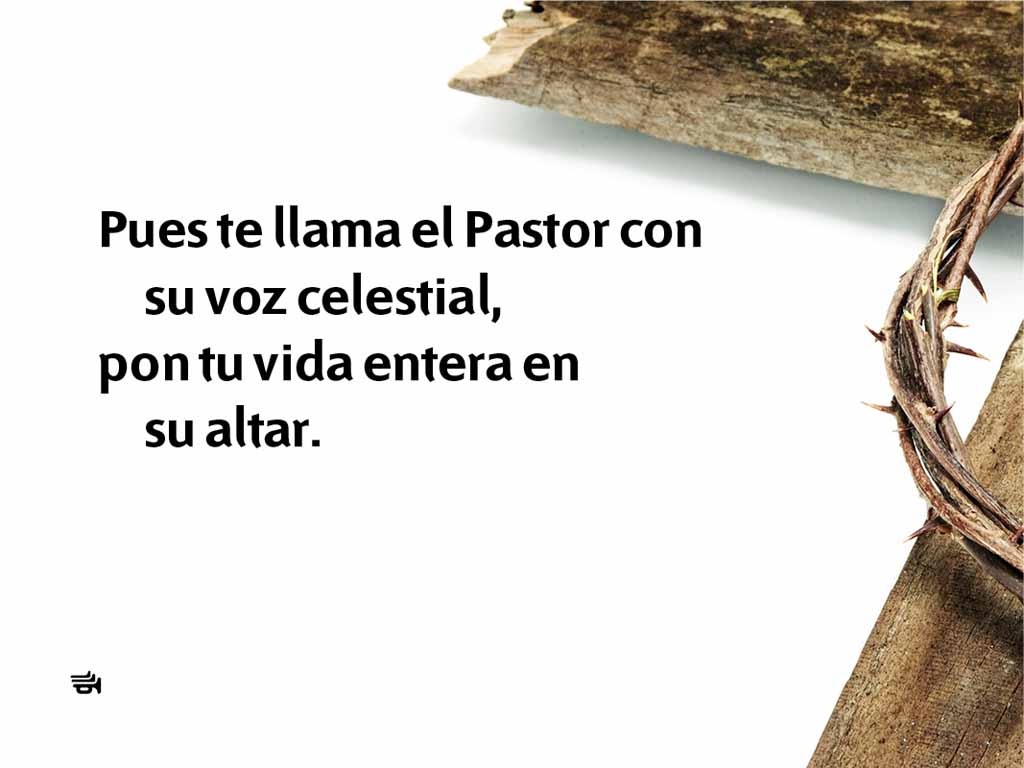 Pues te llama el Pastor con
su voz celestial,
pon tu vida entera en
su altar.